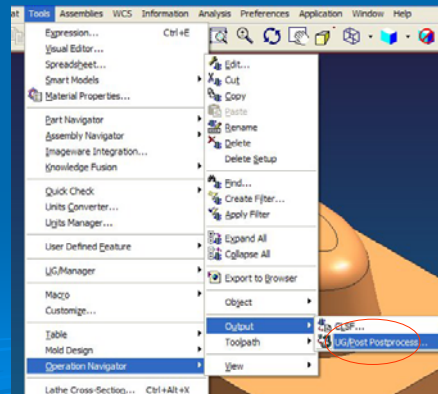 at Tools Assemblies WCS Information Analysis Preferences Application Window Help
Expression... Ctrl+E
Visual Editor...
Spreadsheet...
Smart Models
Material Properties...
Part Navigator
Assembly Navigator
Imageware Integration...
Knowledge Fusion
Quick Check
Units Converter...
Units Manager...
User Defined Feature
UG/Manager
Macro
Customize...
Table
Mold Design
Operation Navigator
Lathe Cross-Section... Ctrl+Alt+X
Edit...
Cut
Copy
Paste
Rename
Delete
Delete Setup
Find...
Create Filter...
Apply Filter
Expand All
Collapse All
Export to Browser
Object
Output
Toolpath
View
CLSF...
UG/Post Postprocess...